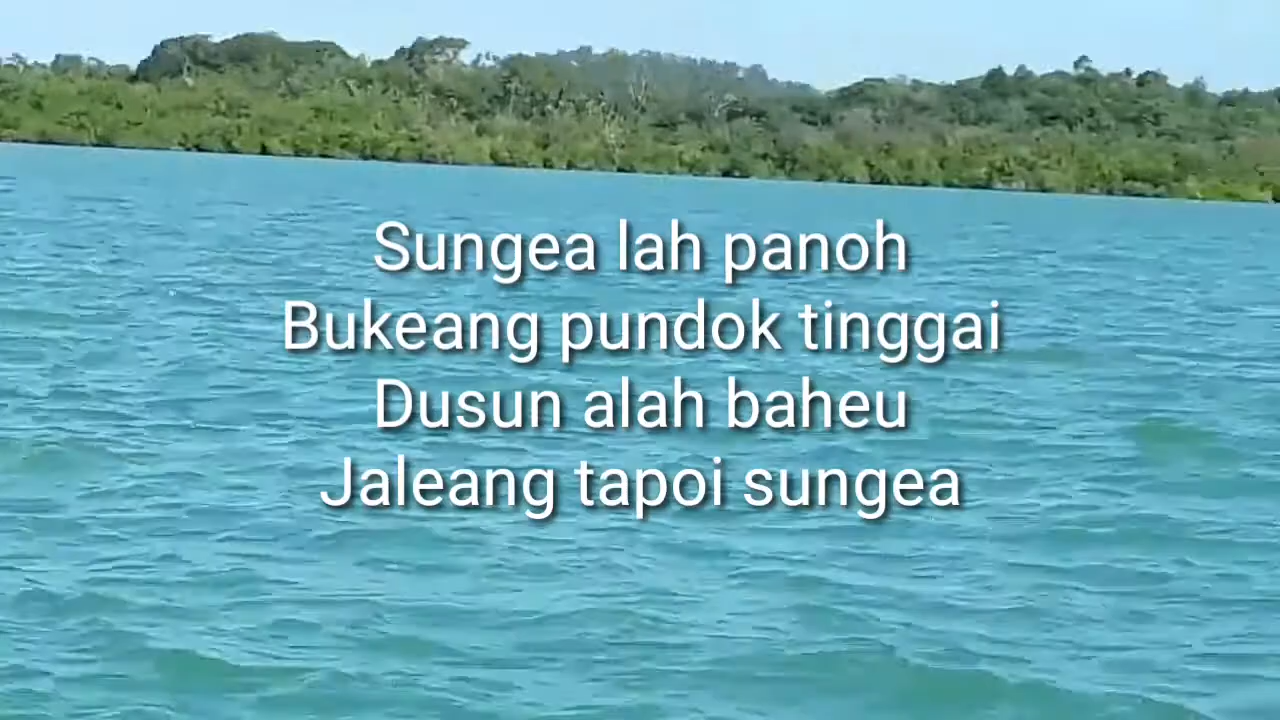 Sungea lah panoh
Bukeang pundok tinggai
Dusun alah baheu
Jaleang tapoi sungea